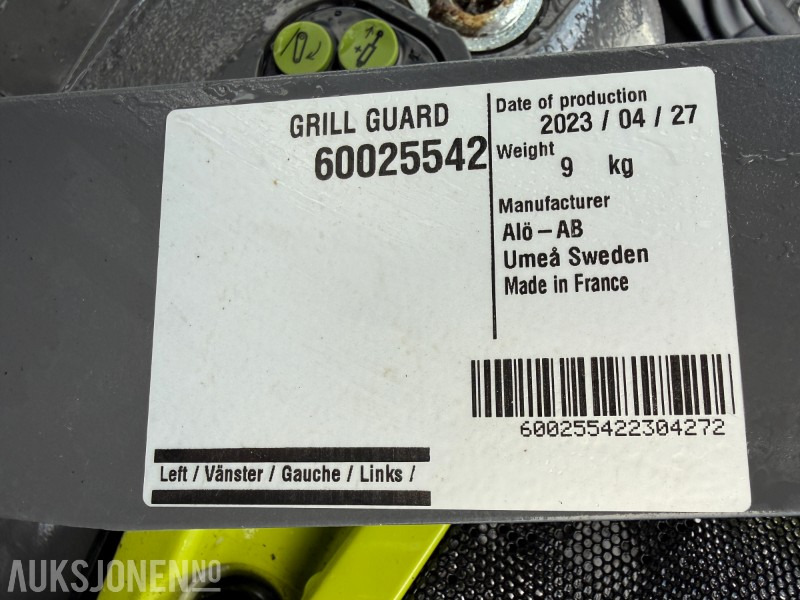 GRILL GUARD
60025542
Date of production
2023 / 04 / 27
Weight
9 kg
Manufacturer
Alö - AB
Umeå Sweden
Made in France
600255422304272
Left / Vänster / Gauche / Links /
AUKSJONEN.NO